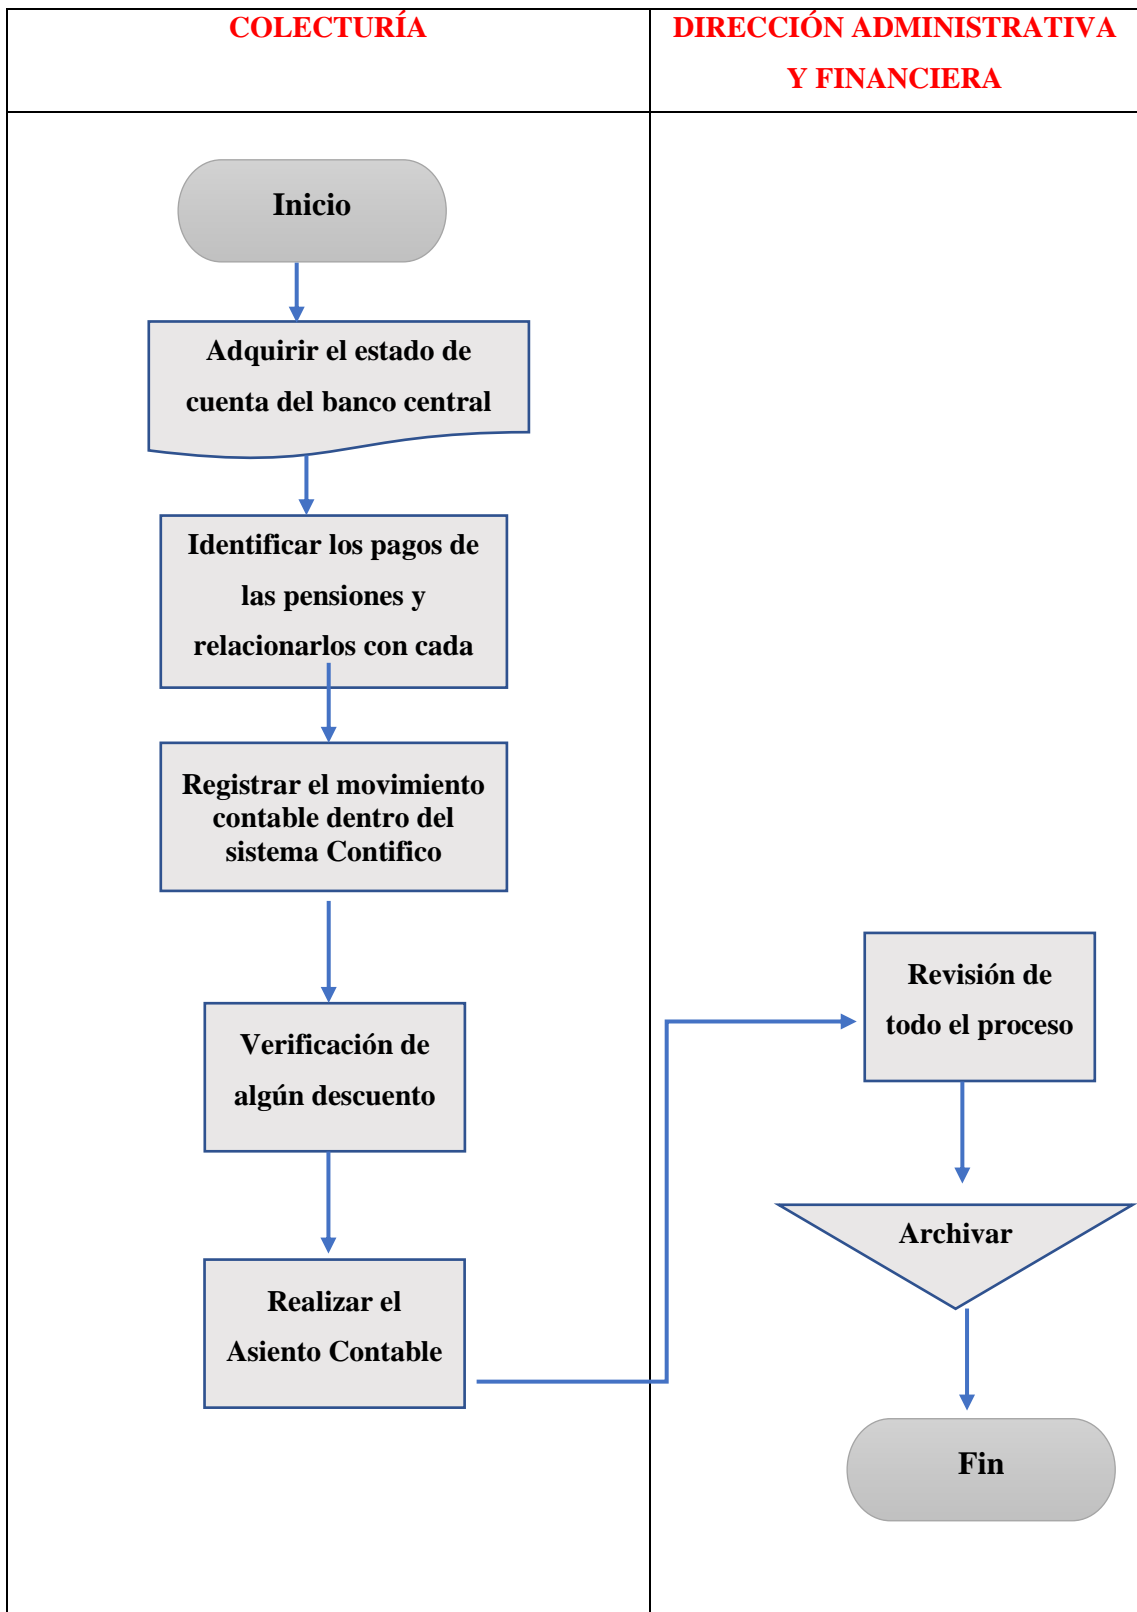 COLECTURÍA
DIRECCIÓN ADMINISTRATIVA
Y FINANCIERA
Inicio
Adquirir el estado de
cuenta del banco central
Identificar los pagos de
las pensiones y
relacionarlos con cada
Registrar el movimiento
contable dentro del
sistema Contifico
Verificación de
algún descuento
Realizar el
Asiento Contable
Revisión de
todo el proceso
Archivar
Fin